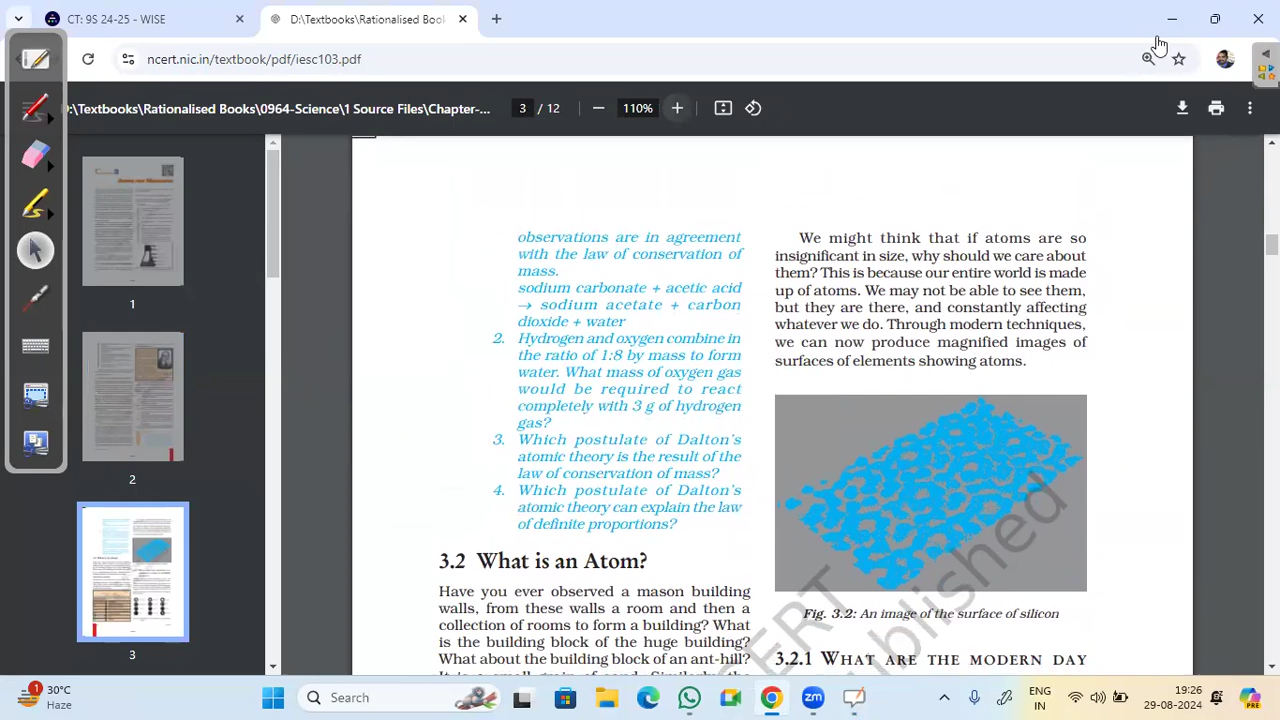 CT: 9S 24-25 - WISE
D:\Textbooks\Rationalised Book
ncert.nic.in/textbook/pdf/iesc103.pdf
D:\Textbooks\Rationalised Books\0964-Science\1 Source Files\Chapter-...
3 / 12
110%
1
2
3
observations are in agreement
with the law of conservation of
mass.
sodium carbonate + acetic acid
→ sodium acetate + carbon
dioxide + water
2. Hydrogen and oxygen combine in
the ratio of 1:8 by mass to form
water. What mass of oxygen gas
would be required to react
completely with 3 g of hydrogen
gas?
3. Which postulate of Dalton's
atomic theory is the result of the
law of conservation of mass?
4. Which postulate of Dalton's
atomic theory can explain the law
of definite proportions?
3.2 What is an Atom?
Have you ever observed a mason building
walls, from these walls a room and then a
collection of rooms to form a building? What
is the building block of the huge building?
What about the building block of an ant-hill?
It is a small grain of sand. Similarly, the
We might think that if atoms are so
insignificant in size, why should we care about
them? This is because our entire world is made
up of atoms. We may not be able to see them,
but they are there, and constantly affecting
whatever we do. Through modern techniques,
we can now produce magnified images of
surfaces of elements showing atoms.
Fig. 3.2: An image of the surface of silicon
3.2.1 WHAT ARE THE MODERN DAY
30°C
Haze
1
Search
ENG
IN
19:26
29-08-2024